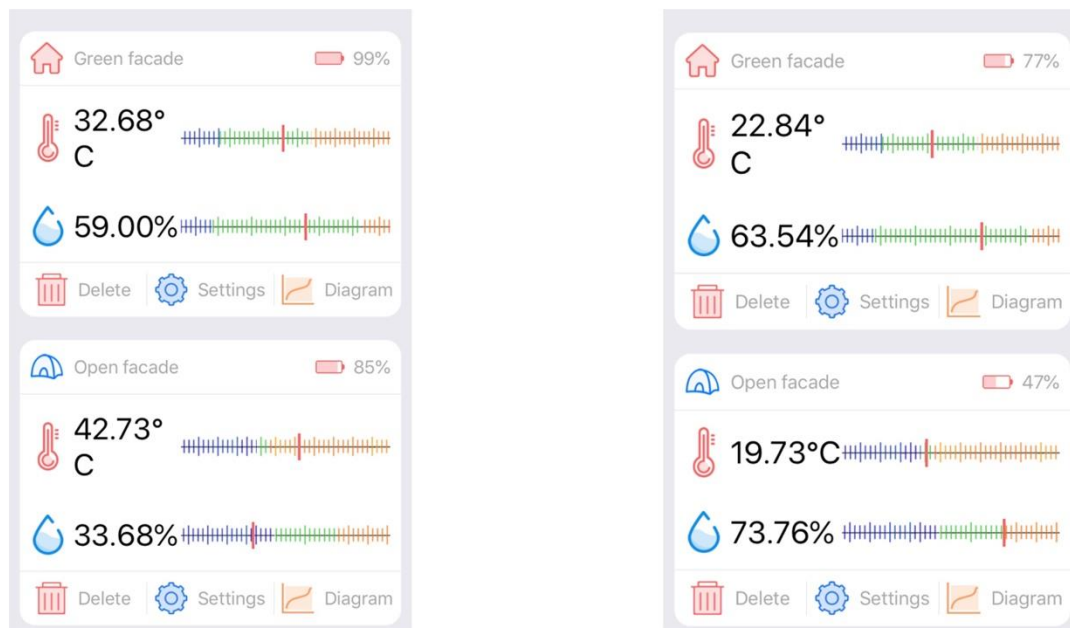 Green facade 99%
32.68°
C
59.00%
Delete Settings Diagram
Open facade 85%
42.73°
C
33.68%
Delete Settings Diagram
Green facade 77%
22.84°
C
63.54%
Delete Settings Diagram
Open facade 47%
19.73°C
73.76%
Delete Settings Diagram